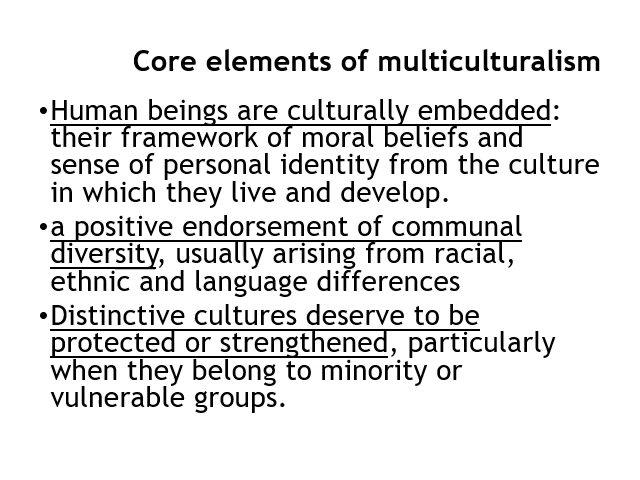 Core elements of multiculturalism
•Human beings are culturally embedded:
their framework of moral beliefs and
sense of personal identity from the culture
in which they live and develop.
•a positive endorsement of communal
diversity, usually arising from racial,
ethnic and language differences
•Distinctive cultures deserve to be
protected or strengthened, particularly
when they belong to minority or
vulnerable groups.